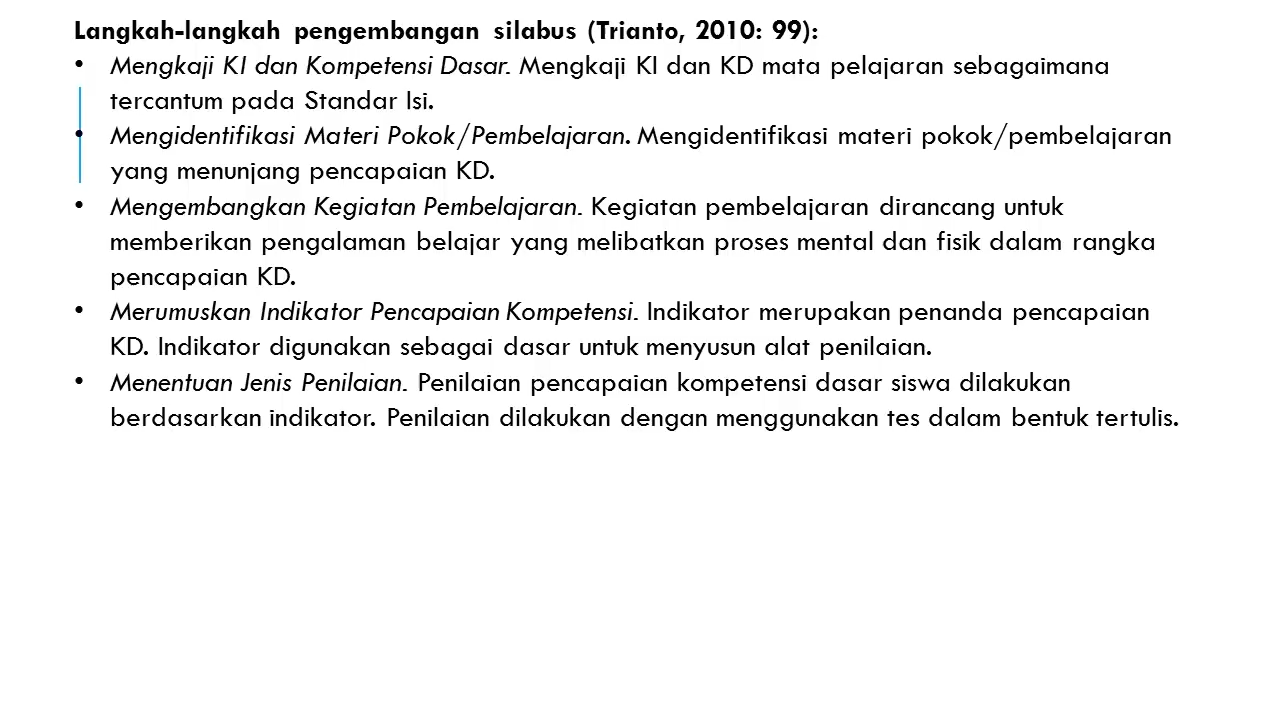 Langkah-langkah pengembangan silabus (Trianto, 2010: 99):
• Mengkaji KI dan Kompetensi Dasar. Mengkaji KI dan KD mata pelajaran sebagaimana
tercantum pada Standar Isi.
• Mengidentifikasi Materi Pokok/Pembelajaran. Mengidentifikasi materi pokok/pembelajaran
yang menunjang pencapaian KD.
• Mengembangkan Kegiatan Pembelajaran. Kegiatan pembelajaran dirancang untuk
memberikan pengalaman belajar yang melibatkan proses mental dan fisik dalam rangka
pencapaian KD.
• Merumuskan Indikator Pencapaian Kompetensi. Indikator merupakan penanda pencapaian
KD. Indikator digunakan sebagai dasar untuk menyusun alat penilaian.
• Menentuan Jenis Penilaian. Penilaian pencapaian kompetensi dasar siswa dilakukan
berdasarkan indikator. Penilaian dilakukan dengan menggunakan tes dalam bentuk tertulis.